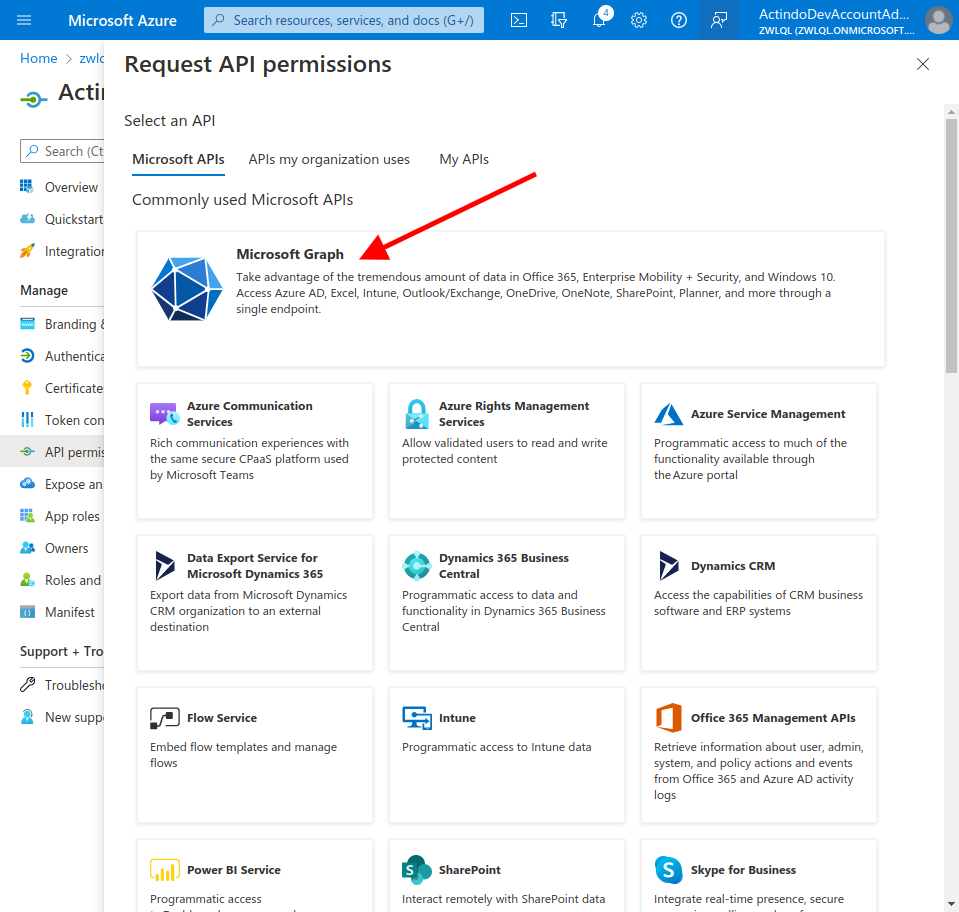 Microsoft Azure
Search resources, services, and docs (G+/)
4
ActindoDevAccountAd...
ZWLQL (ZWLQL.ONMICROSOFT....
Home > zwlc
Request API permissions
Actin
Select an API
Search (Ct
Microsoft APIs
APIs my organization uses
My APIs
Overview
Quickstart
Integration
Manage
Branding &
Authentica
Certificate
Token con
API permis
Expose an
App roles
Owners
Roles and
Manifest
Support + Tro
Troublesho
New suppo
Commonly used Microsoft APIs
Microsoft Graph
Take advantage of the tremendous amount of data in Office 365, Enterprise Mobility + Security, and Windows 10.
Access Azure AD, Excel, Intune, Outlook/Exchange, OneDrive, OneNote, SharePoint, Planner, and more through a
single endpoint.
Azure Communication
Services
Rich communication experiences with
the same secure CPaaS platform used
by Microsoft Teams
Azure Rights Management
Services
Allow validated users to read and write
protected content
Azure Service Management
Programmatic access to much of the
functionality available through
the Azure portal
Data Export Service for
Microsoft Dynamics 365
Export data from Microsoft Dynamics
CRM organization to an external
destination
Dynamics 365 Business
Central
Programmatic access to data and
functionality in Dynamics 365 Business
Central
Dynamics CRM
Access the capabilities of CRM business
software and ERP systems
Flow Service
Embed flow templates and manage
flows
Intune
Programmatic access to Intune data
Office 365 Management APIs
Retrieve information about user, admin,
system, and policy actions and events
from Office 365 and Azure AD activity
logs
Power BI Service
Programmatic access
SharePoint
Interact remotely with SharePoint data
Skype for Business
Integrate real-time presence, secure